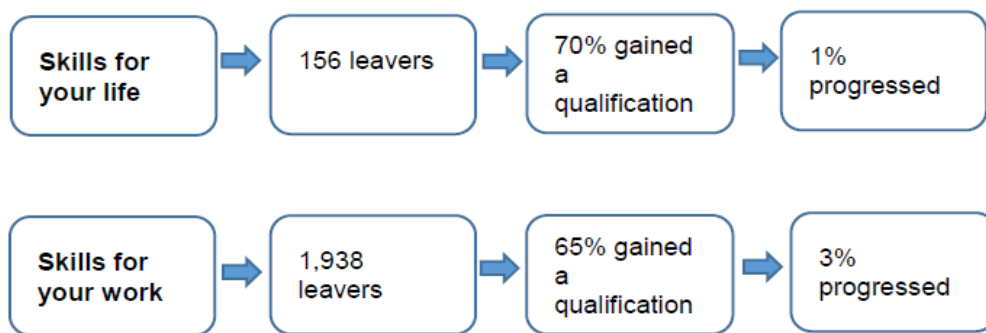 Skills for
your life
156 leavers
70% gained
a
qualification
1%
progressed
Skills for
your work
1,938
leavers
65% gained
a
qualification
3%
progressed